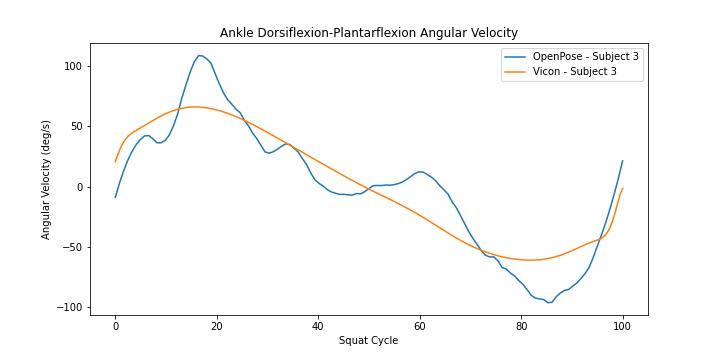 Ankle Dorsiflexion-Plantarflexion Angular Velocity
OpenPose - Subject 3
Vicon - Subject 3
Angular Velocity (deg/s)
100
50
0
−50
−100
0
20
40
60
80
100
Squat Cycle